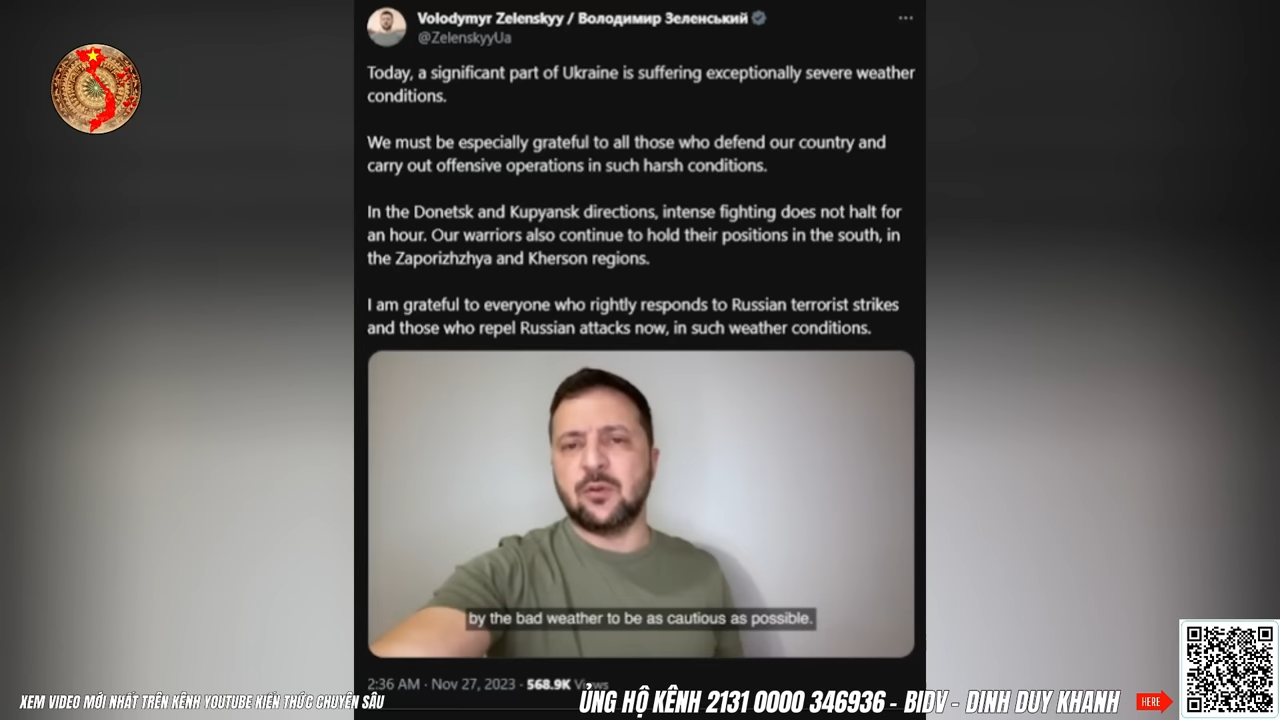 Volodymyr Zelenskyy / Володимир Зеленський
@ZelenskyyUa
Today, a significant part of Ukraine is suffering exceptionally severe weather
conditions.
We must be especially grateful to all those who defend our country and
carry out offensive operations in such harsh conditions.
In the Donetsk and Kupyansk directions, intense fighting does not halt for
an hour. Our warriors also continue to hold their positions in the south, in
the Zaporizhzhya and Kherson regions.
I am grateful to everyone who rightly responds to Russian terrorist strikes
and those who repel Russian attacks now, in such weather conditions.
by the bad weather to be as cautious as possible.
2:36 AM · Nov 27, 2023 · 568.9K Views
XEM VIDEO MỚI NHẤT TRÊN KÊNH YOUTUBE KIẾN THỨC CHUYÊN SÂU
ỦNG HỘ KÊNH 2131 0000 346936 - BIDV - DINH DUY KHANH
HERE